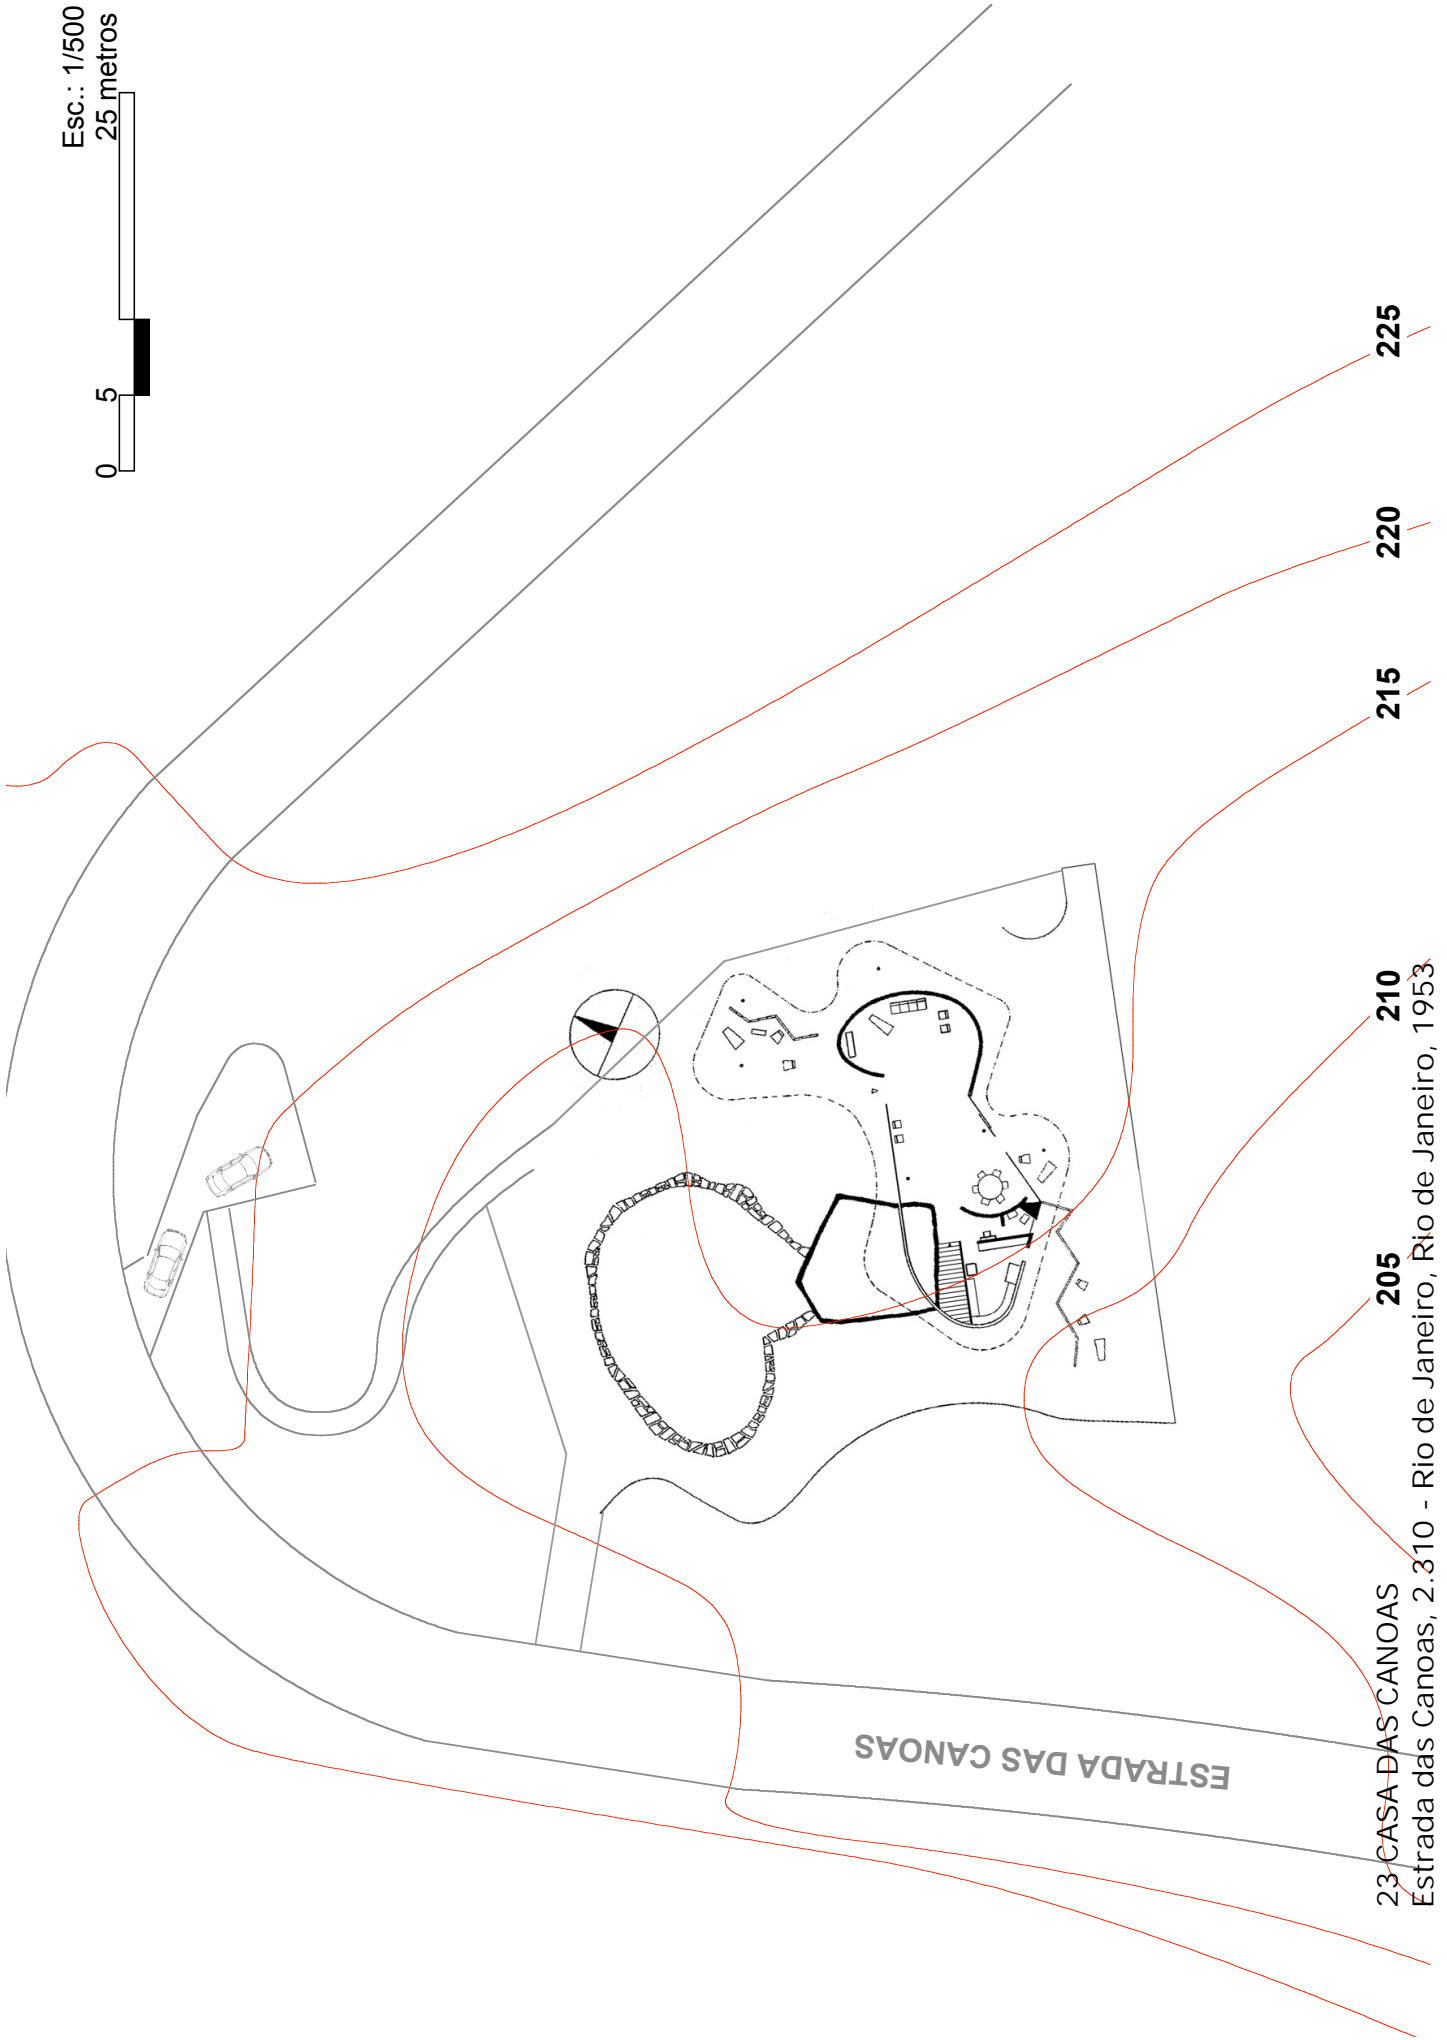 Esc.: 1/500
25 metros
5
0
225
220
215
210
205
ESTRADA DAS CANOAS
23 CASA DAS CANOAS
Estrada das Canoas, 2.310 - Rio de Janeiro, Rio de Janeiro, 1953